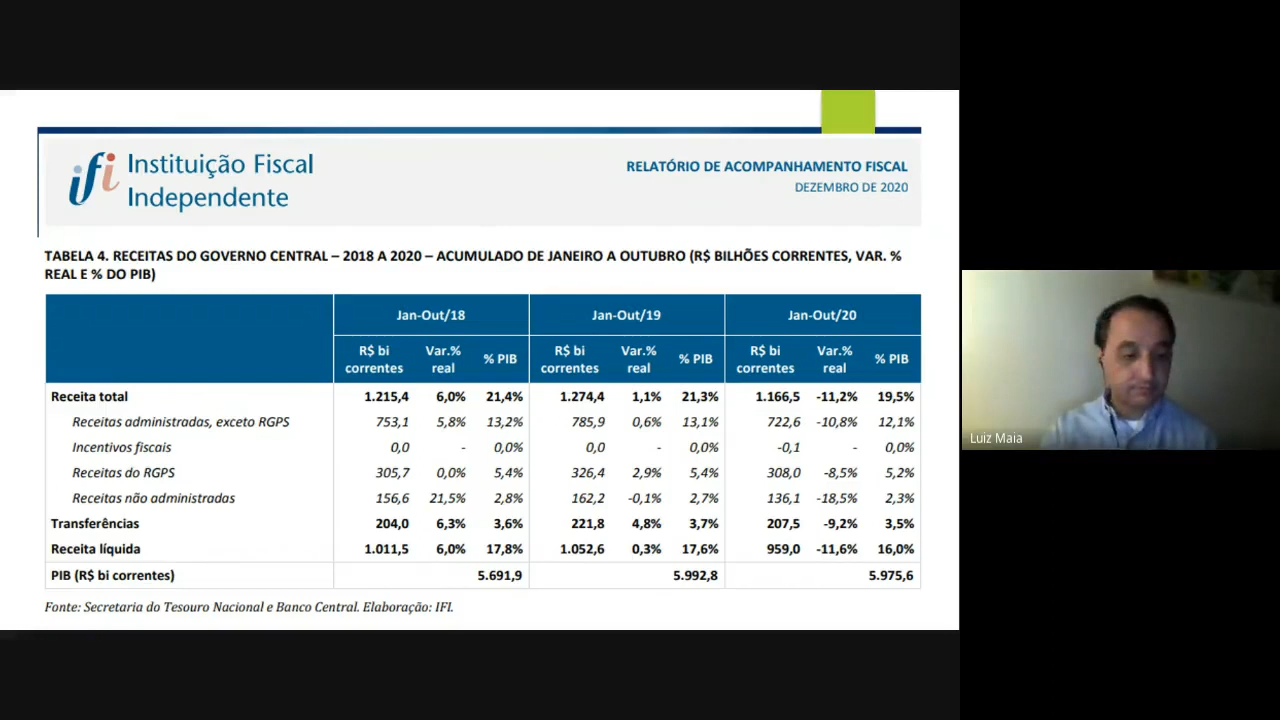 ifi Instituição Fiscal
Independente
RELATÓRIO DE ACOMPANHAMENTO FISCAL
DEZEMBRO DE 2020
TABELA 4. RECEITAS DO GOVERNO CENTRAL – 2018 A 2020 – ACUMULADO DE JANEIRO A OUTUBRO (R$ BILHÕES CORRENTES, VAR. %
REAL E % DO PIB)
Jan-Out/18 Jan-Out/19 Jan-Out/20
R$ bi correntes Var.% real % PIB R$ bi correntes Var.% real % PIB R$ bi correntes Var.% real % PIB
Receita total 1.215,4 6,0% 21,4% 1.274,4 1,1% 21,3% 1.166,5 -11,2% 19,5%
Receitas administradas, exceto RGPS 753,1 5,8% 13,2% 785,9 0,6% 13,1% 722,6 -10,8% 12,1%
Incentivos fiscais 0,0 - 0,0% 0,0 - 0,0% -0,1 - 0,0%
Receitas do RGPS 305,7 0,0% 5,4% 326,4 2,9% 5,4% 308,0 -8,5% 5,2%
Receitas não administradas 156,6 21,5% 2,8% 162,2 -0,1% 2,7% 136,1 -18,5% 2,3%
Transferências 204,0 6,3% 3,6% 221,8 4,8% 3,7% 207,5 -9,2% 3,5%
Receita líquida 1.011,5 6,0% 17,8% 1.052,6 0,3% 17,6% 959,0 -11,6% 16,0%
PIB (R$ bi correntes) 5.691,9 5.992,8 5.975,6
Fonte: Secretaria do Tesouro Nacional e Banco Central. Elaboração: IFI.
Luiz Maia